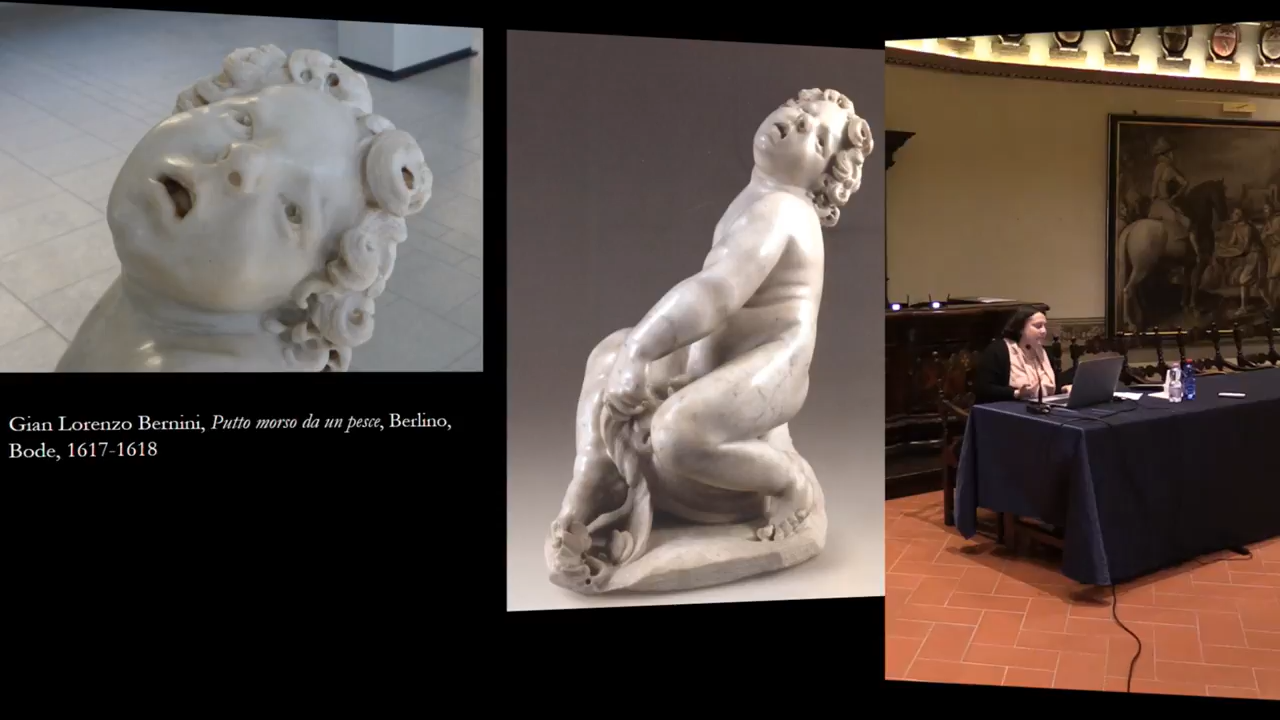 Gian Lorenzo Bernini, Putto morso da un pesce, Berlino,
Bode, 1617-1618